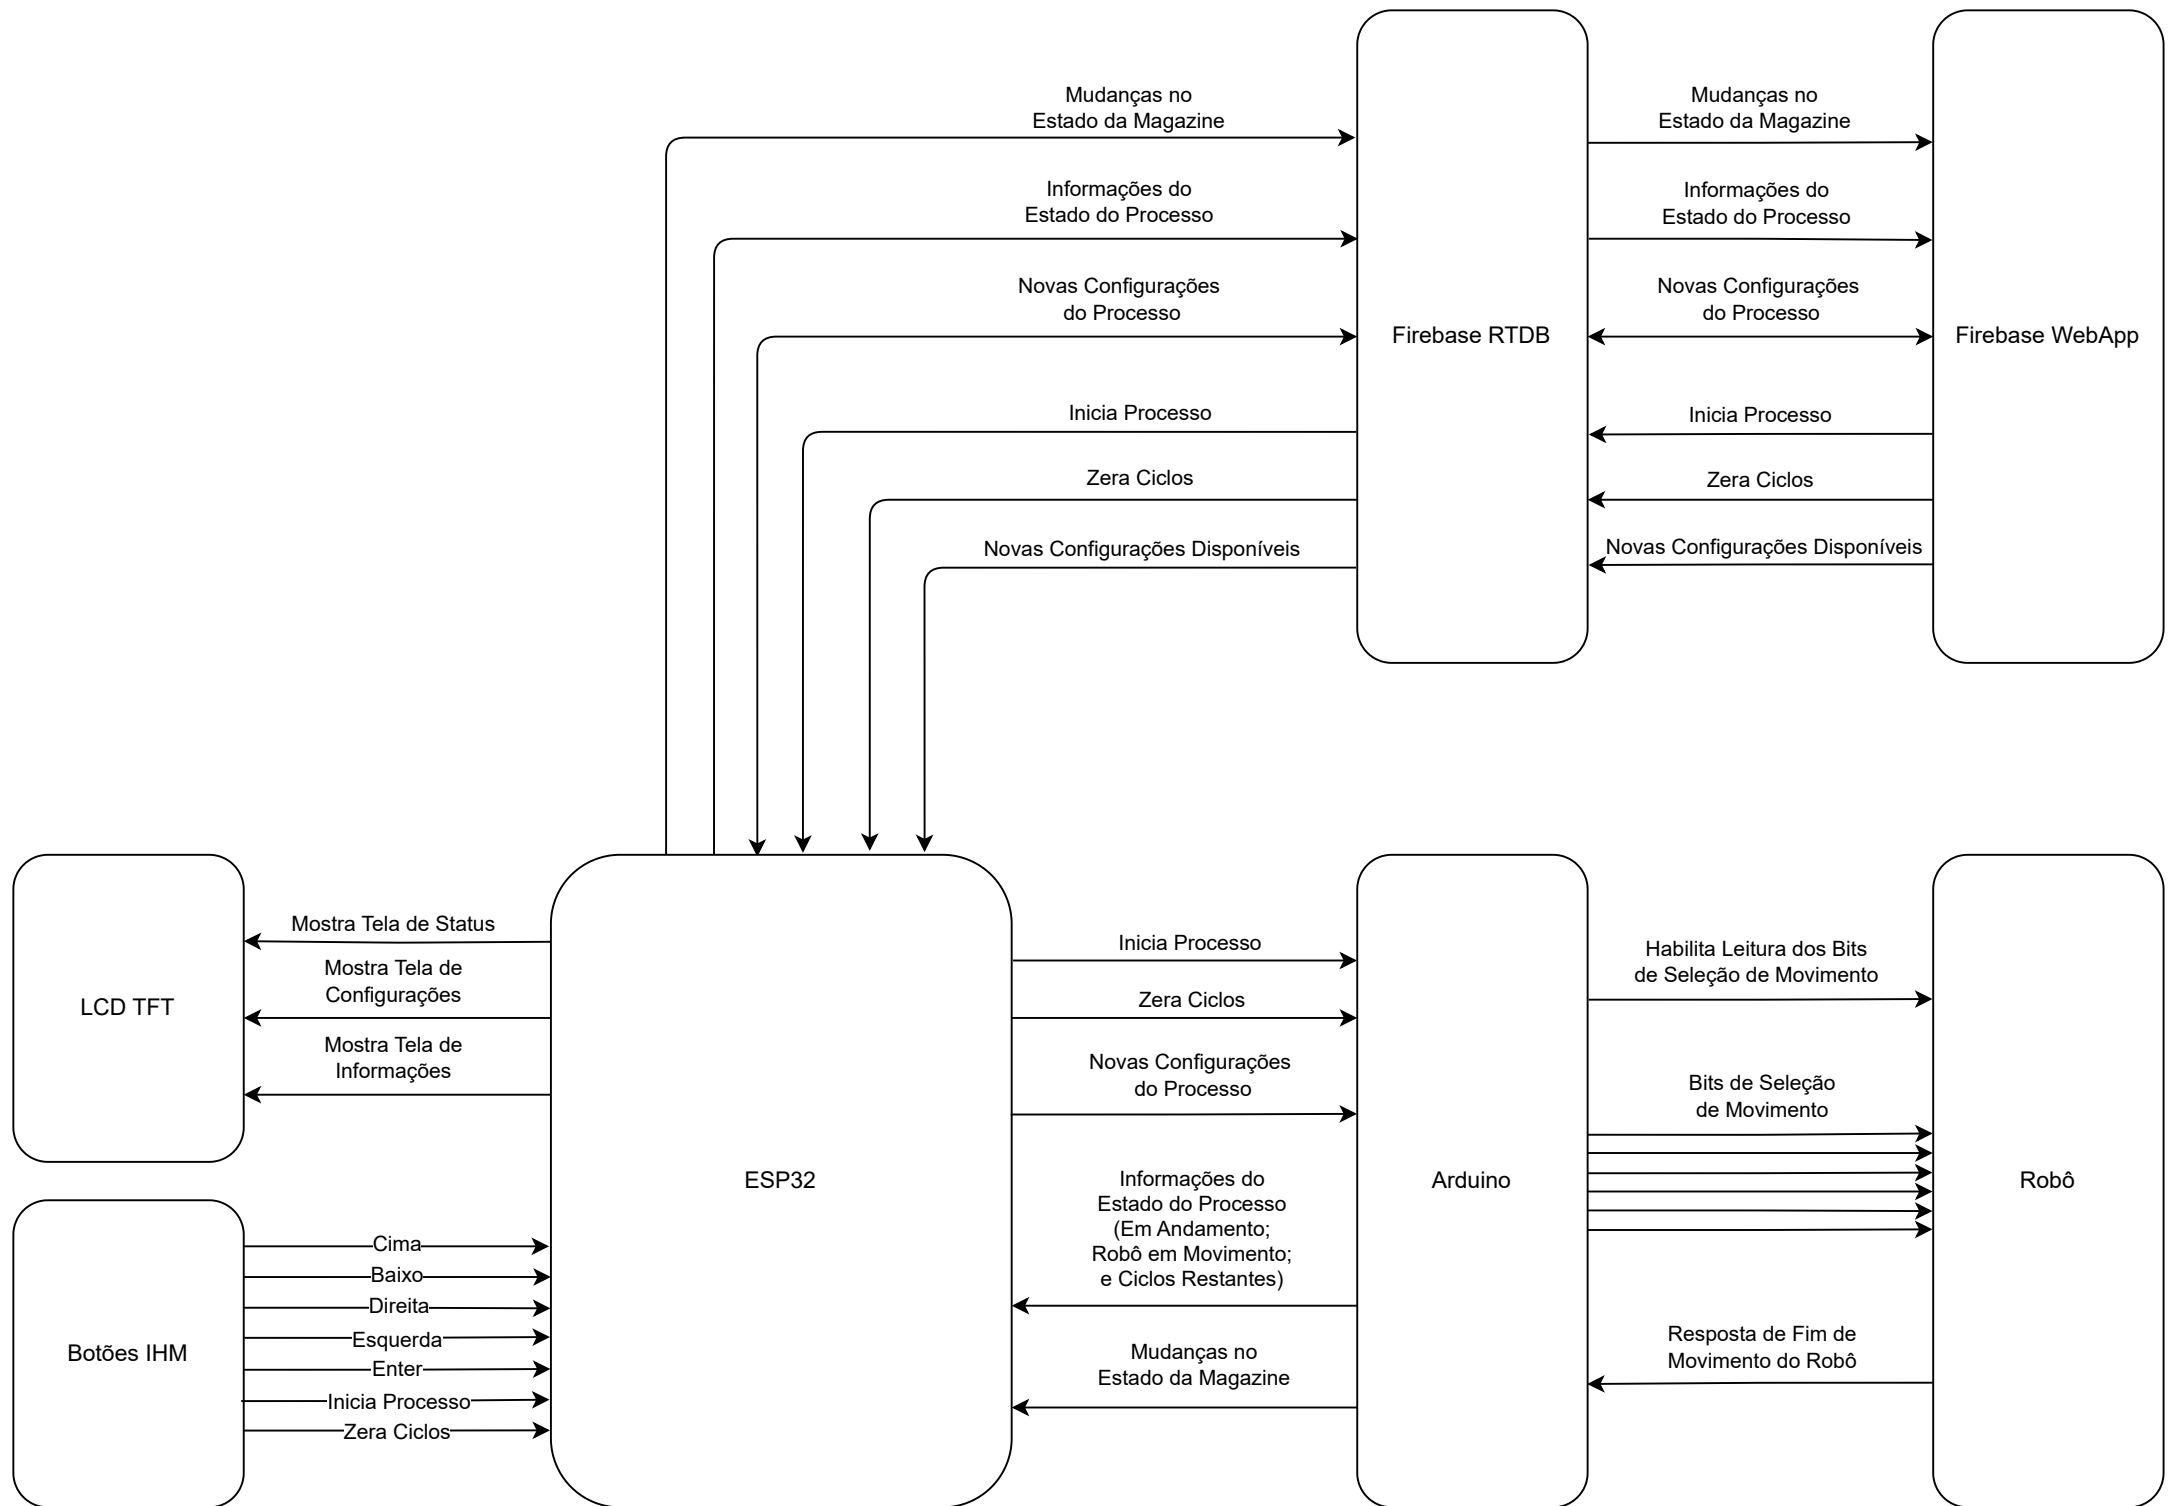 Mudanças no
Estado da Magazine
Mudanças no
Estado da Magazine
Informações do
Estado do Processo
Informações do
Estado do Processo
Novas Configurações
do Processo
Novas Configurações
do Processo
Firebase RTDB
Firebase WebApp
Inicia Processo
Inicia Processo
Zera Ciclos
Zera Ciclos
Novas Configurações Disponíveis
Novas Configurações Disponíveis
Mostra Tela de Status
Mostra Tela de
Configurações
Mostra Tela de
Informações
LCD TFT
Inicia Processo
Zera Ciclos
Novas Configurações
do Processo
Habilita Leitura dos Bits
de Seleção de Movimento
Bits de Seleção
de Movimento
ESP32
Arduino
Robô
Informações do
Estado do Processo
(Em Andamento;
Robô em Movimento;
e Ciclos Restantes)
Mudanças no
Estado da Magazine
Resposta de Fim de
Movimento do Robô
Botões IHM
Cima
Baixo
Direita
Esquerda
Enter
Inicia Processo
Zera Ciclos